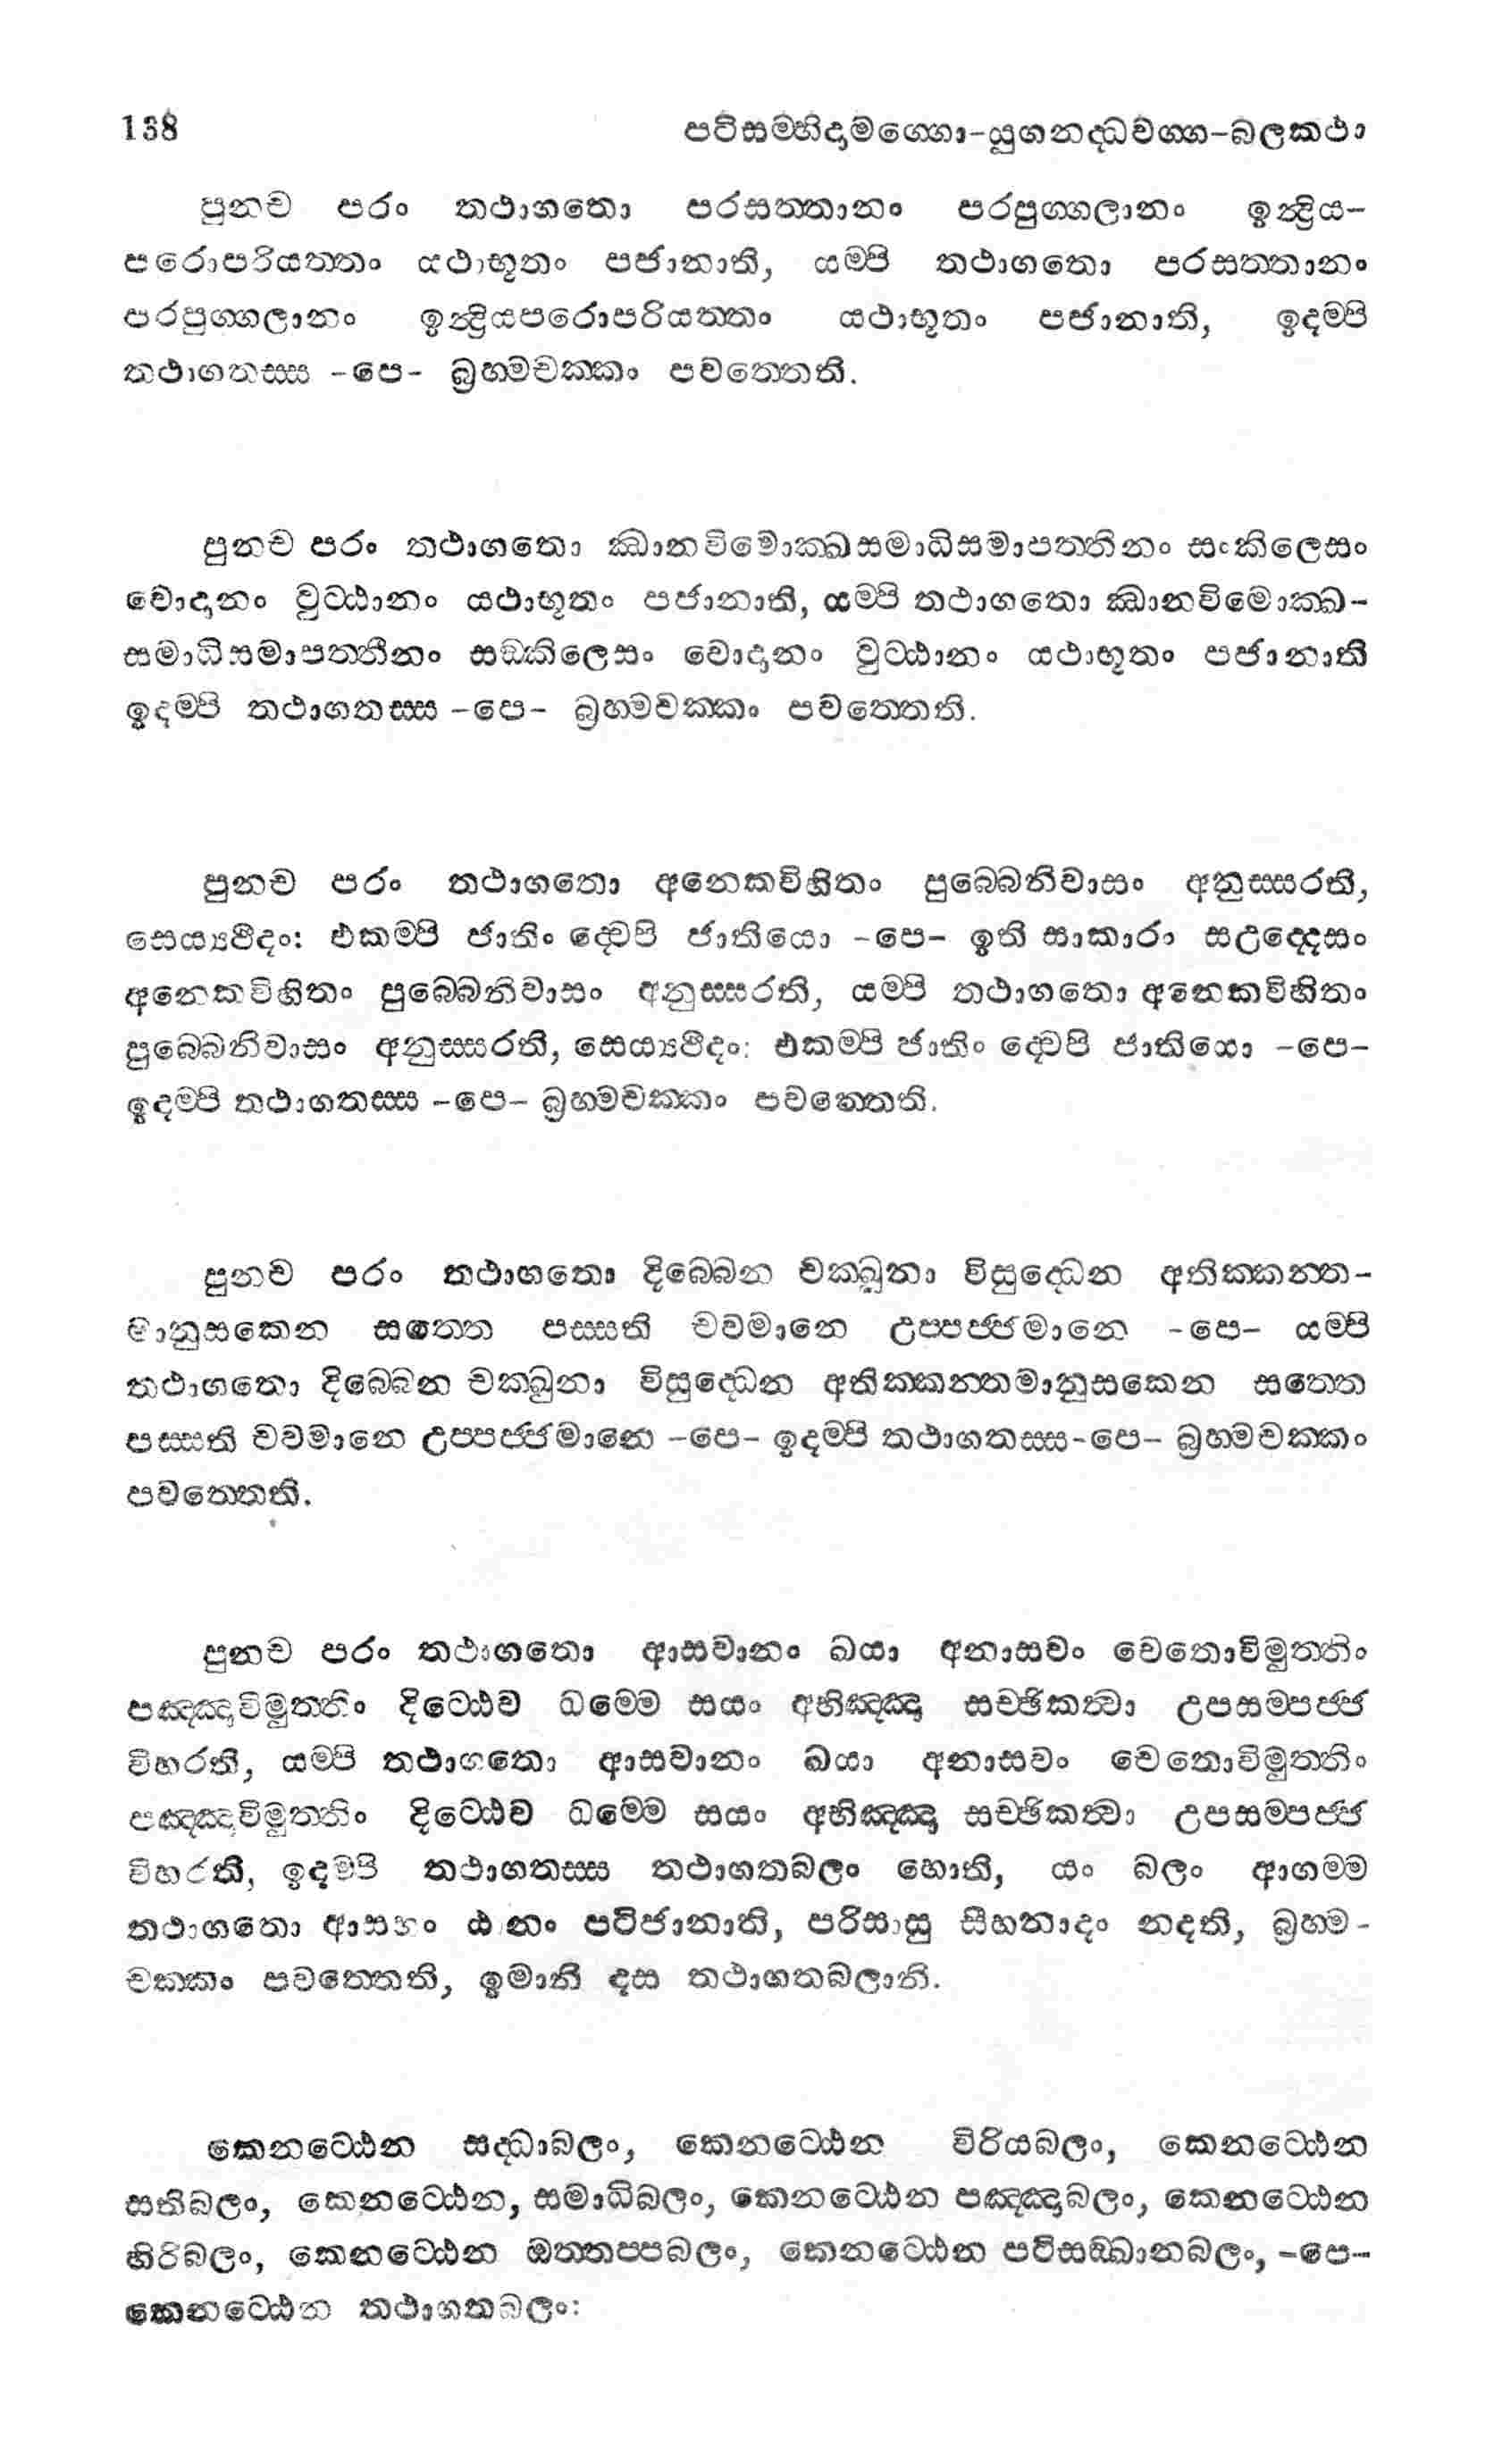 138 පටිසම්භිදාමග්ගො-යුගනද්ධවග්ග-බලකථා
පුනච පරං තථාගතො පරසත්තානං පරපුග්ගලානං ඉන්ද්‍රිය-
පරොපරියත්තං යථාභූතං පජානාති, යම්පි තථාගතො පරසත්තානං
පරපුග්ගලානං ඉන්ද්‍රියපරොපරියත්තං යථාභූතං පජානාති, ඉදම්පි
තථාගතස්ස -පෙ- බ්‍රහ්මචක්කං පවත්තෙති.
පුනච පරං තථාගතො ඣානවිමොක්ඛසමාධිසමාපත්තිනං සංකිලෙසං
වොදානං වුට්ඨානං යථාභූතං පජානාති, යම්පි තථාගතො ඣානවිමොක්ඛ-
සමාධිසමාපත්තීනං සඞ්කිලෙසං වොදානං වුට්ඨානං යථාභූතං පජානාති
ඉදම්පි තථාගතස්ස -පෙ- බ්‍රහ්මචක්කං පවත්තෙති.
පුනච පරං තථාගතො අනෙකවිහිතං පුබ්බෙනිවාසං අනුස්සරති,
සෙය්‍යථිදං: එකම්පි ජාතිං ද්වෙපි ජාතියො -පෙ- ඉති සාකාරා සඋද්දෙසං
අනෙකවිහිතං පුබ්බෙනිවාසං අනුස්සරති, යම්පි තථාගතො අනෙකවිහිතං
පුබ්බෙනිවාසං අනුස්සරති, සෙය්‍යථිදං: එකම්පි ජාතිං ද්වෙපි ජාතියො -පෙ-
ඉදම්පි තථාගතස්ස -පෙ- බ්‍රහ්මචක්කං පවත්තෙති.
පුනච පරං තථාගතො දිබ්බෙන චක්ඛුනා විසුද්ධෙන අතික්කන්ත-
මානුසකෙන සත්තෙ පස්සති චවමානෙ උප්පජ්ජමානෙ -පෙ- යම්පි
තථාගතො දිබ්බෙන චක්ඛුනා විසුද්ධෙන අතික්කන්තමානුසකෙන සත්තෙ
පස්සති චවමානෙ උප්පජ්ජමානෙ -පෙ- ඉදම්පි තථාගතස්ස-පෙ- බ්‍රහ්මචක්කං
පවත්තෙති.
පුනච පරං තථාගතො ආසවානං ඛයා අනාසවං චෙතොවිමුත්තිං
පඤ්ඤාවිමුත්තිං දිට්ඨෙව ධම්මෙ සයං අභිඤ්ඤා සච්ඡිකත්වා උපසම්පජ්ජ
විහරති, යම්පි තථාගතො ආසවානං ඛයා අනාසවං චෙතොවිමුත්තිං
පඤ්ඤාවිමුත්තිං දිට්ඨෙව ධම්මෙ සයං අභිඤ්ඤා සච්ඡිකත්වා උපසම්පජ්ජ
විහරති, ඉදම්පි තථාගතස්ස තථාගතබලං හොති, යං බලං ආගම්ම
තථාගතො ආසභං ඨානං පටිජානාති, පරිසාසු සීහනාදං නදති, බ්‍රහ්ම-
චක්කං පවත්තෙති, ඉමානි දස තථාගතබලානි.
කෙනට්ඨෙන සද්ධාබලං, කෙනට්ඨෙන විරියබලං, කෙනට්ඨෙන
සතිබලං, කෙනට්ඨෙන, සමාධිබලං, කෙනට්ඨෙන පඤ්ඤාබලං, කෙනට්ඨෙන
හිරිබලං, කෙනට්ඨෙන ඔත්තප්පබලං, කෙනට්ඨෙන පටිසඞ්ඛානබලං, -පෙ-
කෙනට්ඨෙන තථාගතබලං: